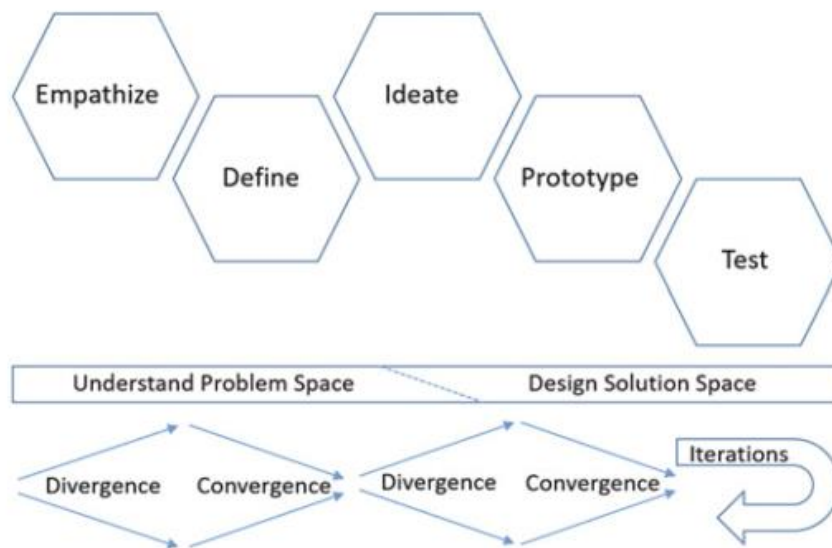 Empathize
Define
Ideate
Prototype
Test
Understand Problem Space
Design Solution Space
Divergence
Convergence
Divergence
Convergence
Iterations